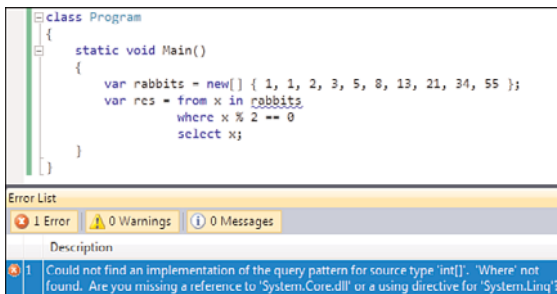 class Program
{
static void Main()
{
var rabbits = new[] { 1, 1, 2, 3, 5, 8, 13, 21, 34, 55 };
var res = from x in rabbits
where x % 2 == 0
select x;
}
}
Error List
1 Error 0 Warnings 0 Messages
Description
1 Could not find an implementation of the query pattern for source type 'int[]'. 'Where' not
found. Are you missing a reference to 'System.Core.dll' or a using directive for 'System.Linq'